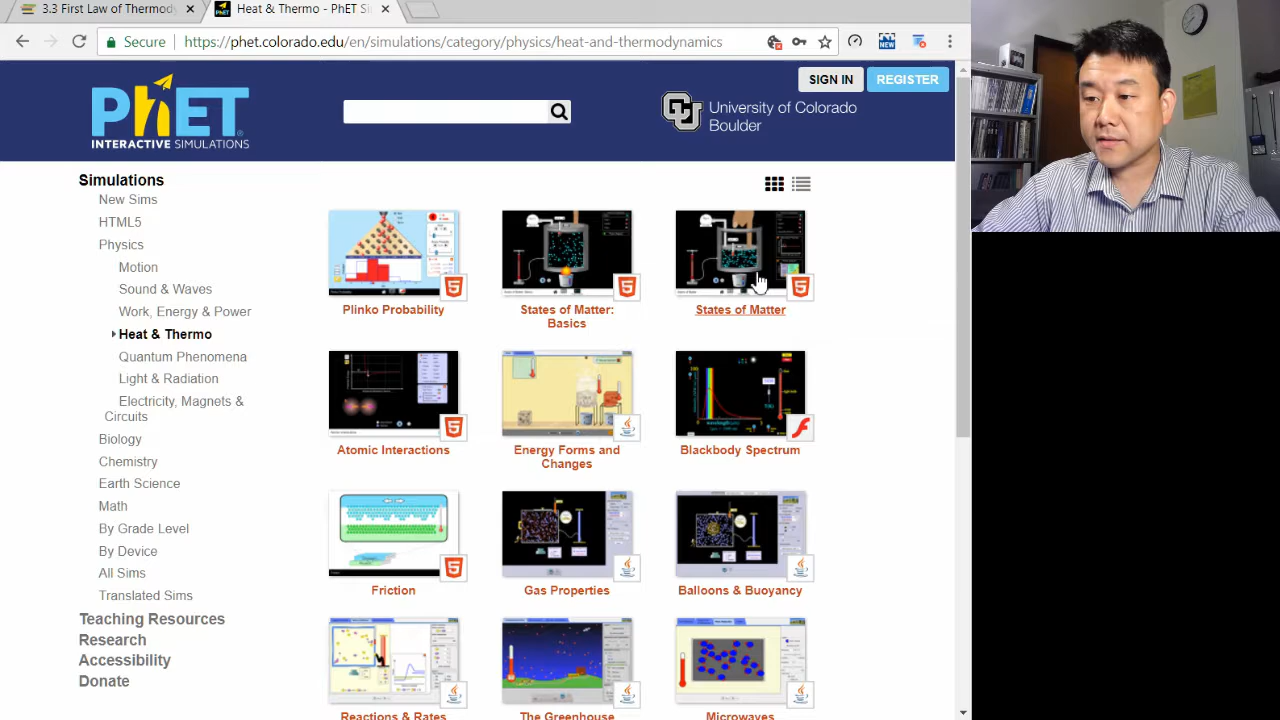 3.3 First Law of Thermody
Heat & Thermo - PhET Si
Secure
https://phet.colorado.edu/en/simulations/category/physics/heat-and-thermodynamics
NEW
SIGN IN
REGISTER
PhET
INTERACTIVE SIMULATIONS
University of Colorado
Boulder
Simulations
New Sims
HTML5
Physics
Motion
Sound & Waves
Work, Energy & Power
Heat & Thermo
Quantum Phenomena
Light & Radiation
Electricity, Magnets &
Circuits
Biology
Chemistry
Earth Science
Math
By Grade Level
By Device
All Sims
Translated Sims
Teaching Resources
Research
Accessibility
Donate
Plinko Probability
States of Matter:
Basics
States of Matter
Atomic Interactions
Energy Forms and
Changes
Blackbody Spectrum
Friction
Gas Properties
Balloons & Buoyancy
Reactions & Rates
The Greenhouse
Microwaves